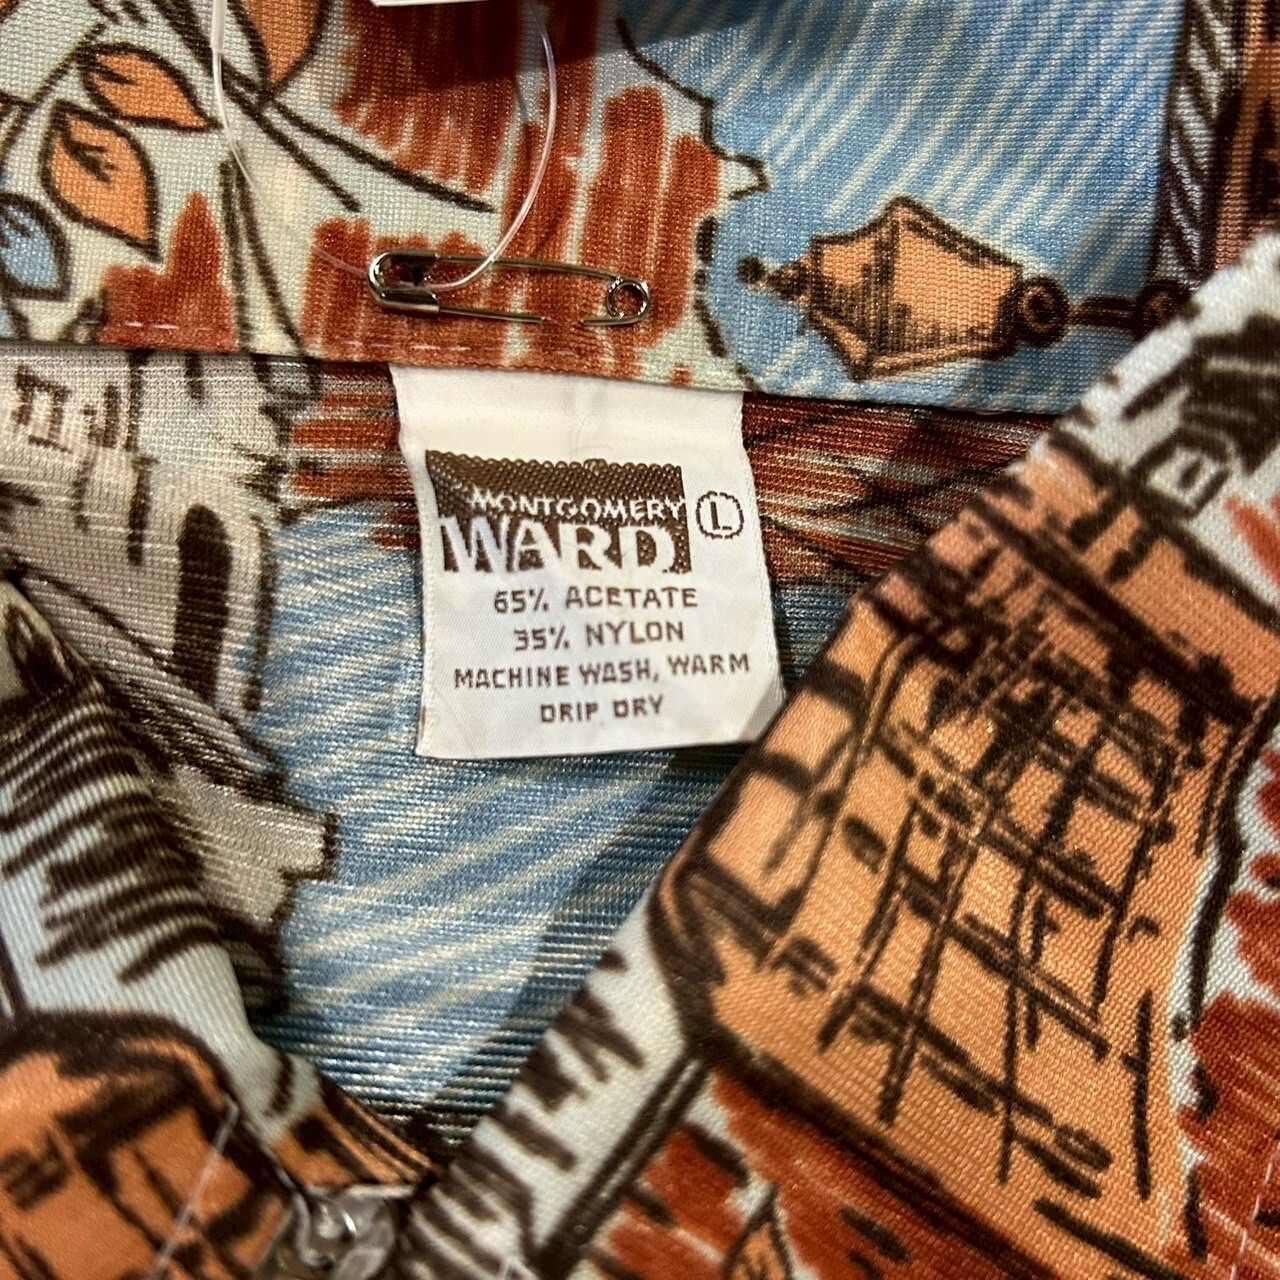 MONTGOMERY
WARD
L
65% ACETATE
35% NYLON
MACHINE WASH, WARM
DRIP DRY